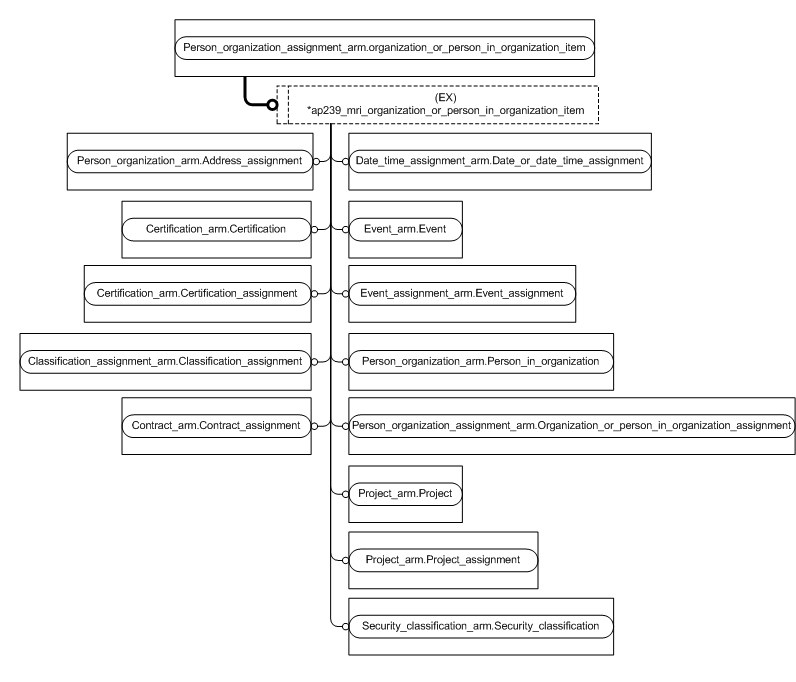 Person_organization_assignment_arm.organization_or_person_in_organization_item
(EX)
*ap239_mri_organization_or_person_in_organization_item
Person_organization_arm.Address_assignment
Date_time_assignment_arm.Date_or_date_time_assignment
Certification_arm.Certification
Event_arm.Event
Certification_arm.Certification_assignment
Event_assignment_arm.Event_assignment
Classification_assignment_arm.Classification_assignment
Person_organization_arm.Person_in_organization
Contract_arm.Contract_assignment
Person_organization_assignment_arm.Organization_or_person_in_organization_assignment
Project_arm.Project
Project_arm.Project_assignment
Security_classification_arm.Security_classification